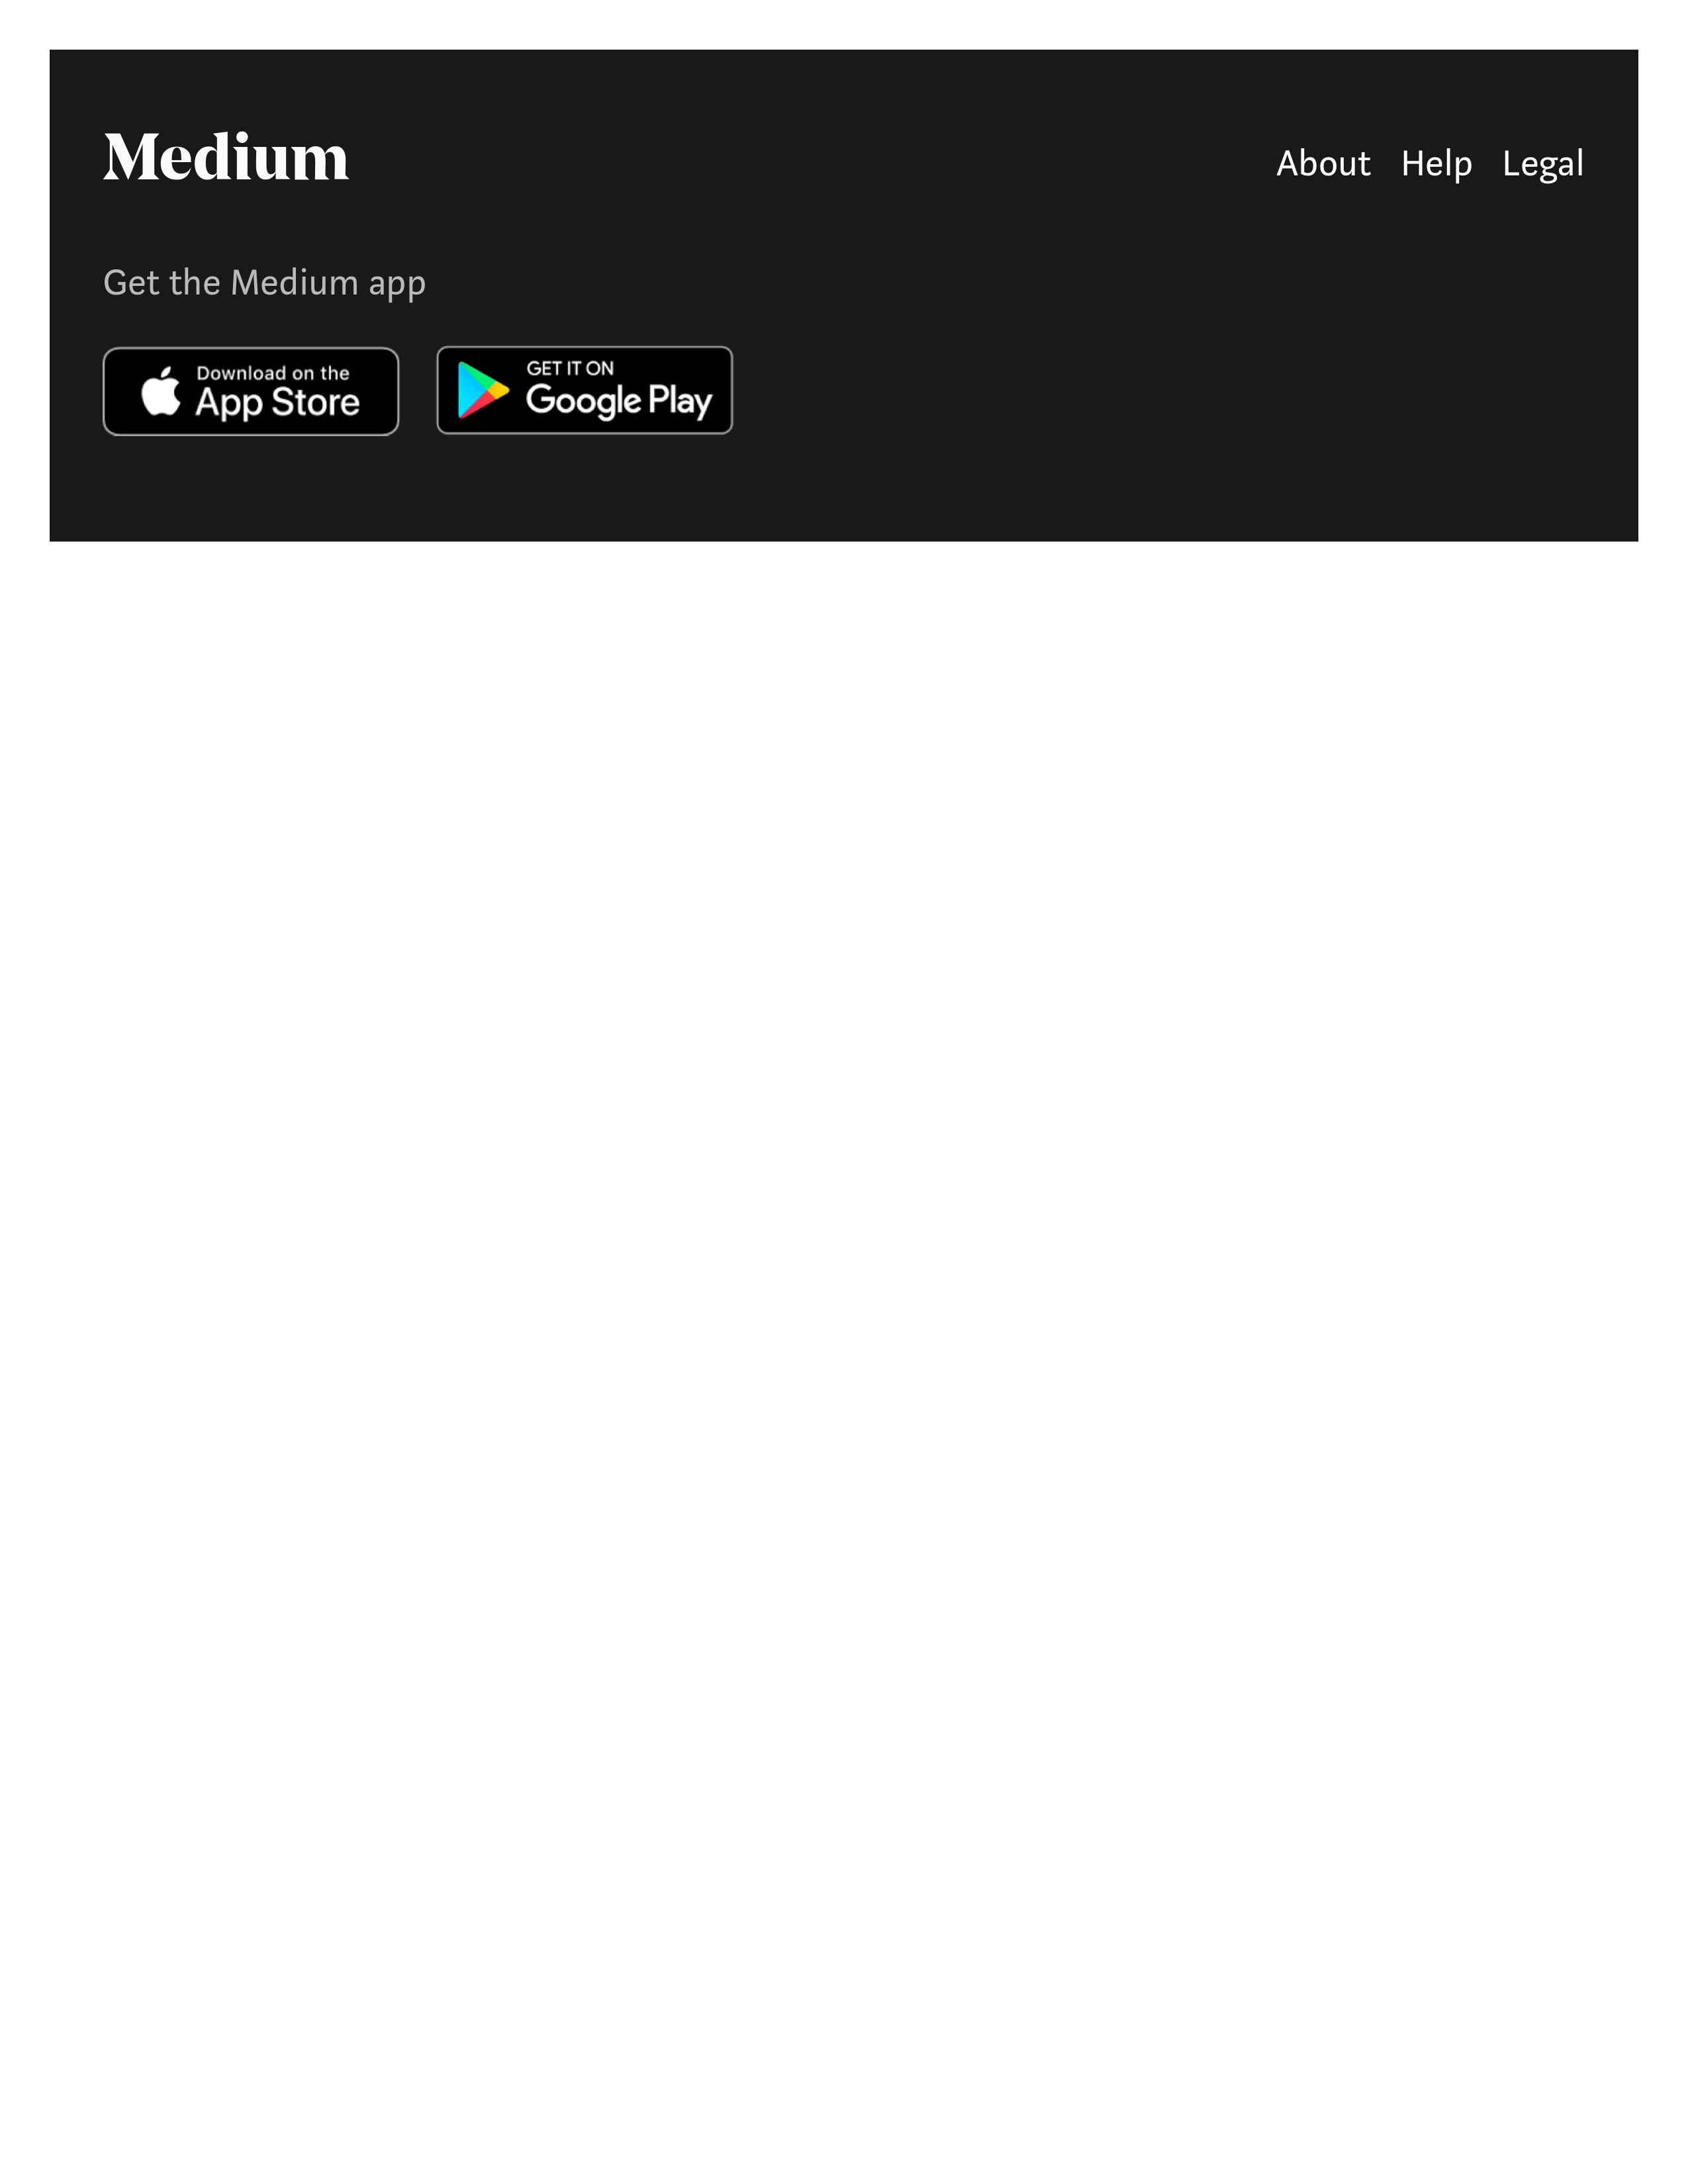 Medium
About Help Legal
Get the Medium app
Download on the
App Store
GET IT ON
Google Play